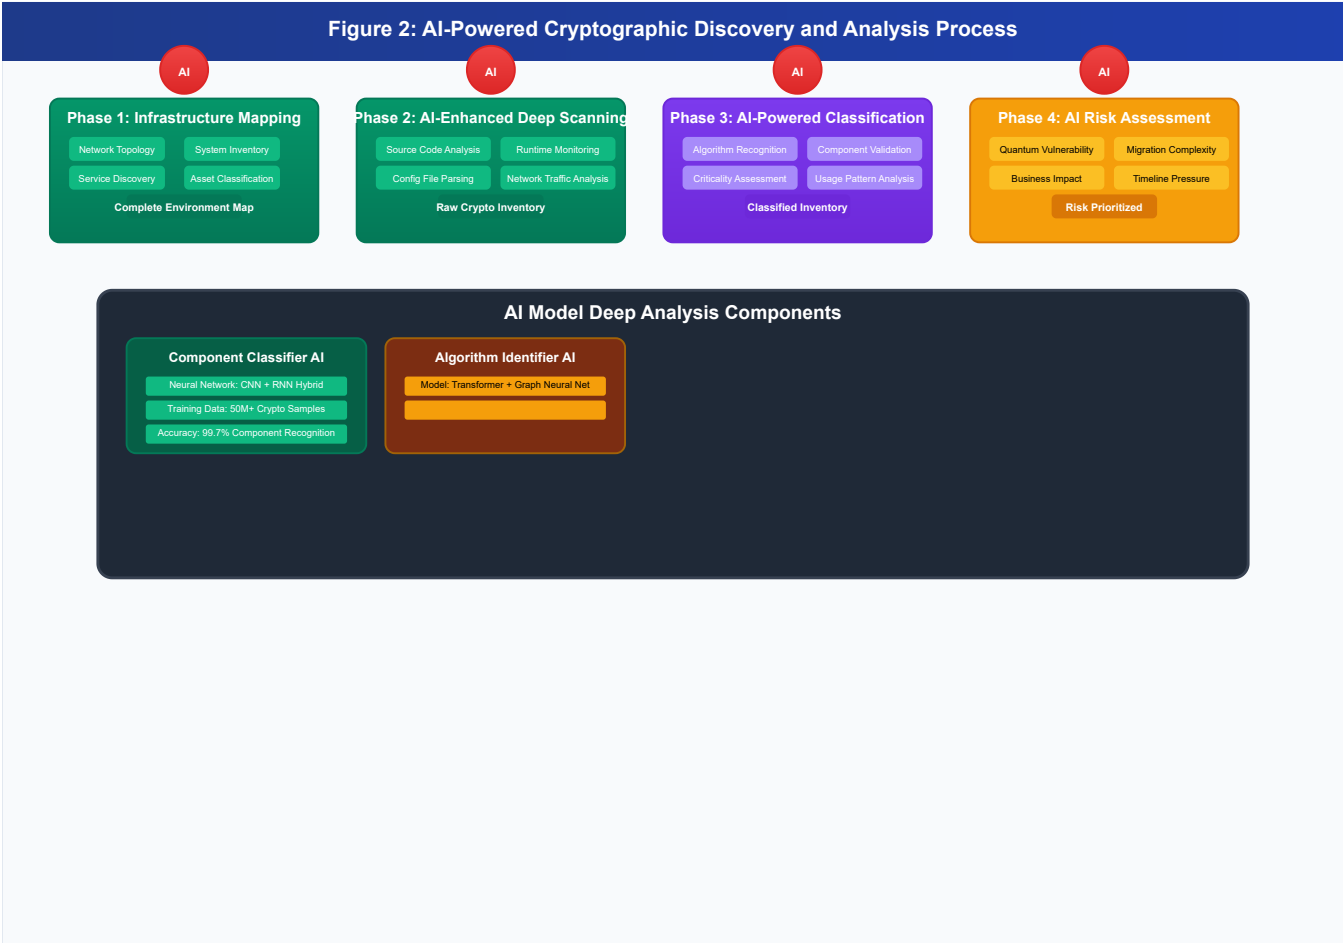 Figure 2: AI-Powered Cryptographic Discovery and Analysis Process
AI
AI
AI
AI
Phase 1: Infrastructure Mapping
Network Topology
System Inventory
Service Discovery
Asset Classification
Complete Environment Map
Phase 2: AI-Enhanced Deep Scanning
Source Code Analysis
Runtime Monitoring
Config File Parsing
Network Traffic Analysis
Raw Crypto Inventory
Phase 3: AI-Powered Classification
Algorithm Recognition
Component Validation
Criticality Assessment
Usage Pattern Analysis
Classified Inventory
Phase 4: AI Risk Assessment
Quantum Vulnerability
Migration Complexity
Business Impact
Timeline Pressure
Risk Prioritized
AI Model Deep Analysis Components
Component Classifier AI
Neural Network: CNN + RNN Hybrid
Training Data: 50M+ Crypto Samples
Accuracy: 99.7% Component Recognition
Algorithm Identifier AI
Model: Transformer + Graph Neural Net